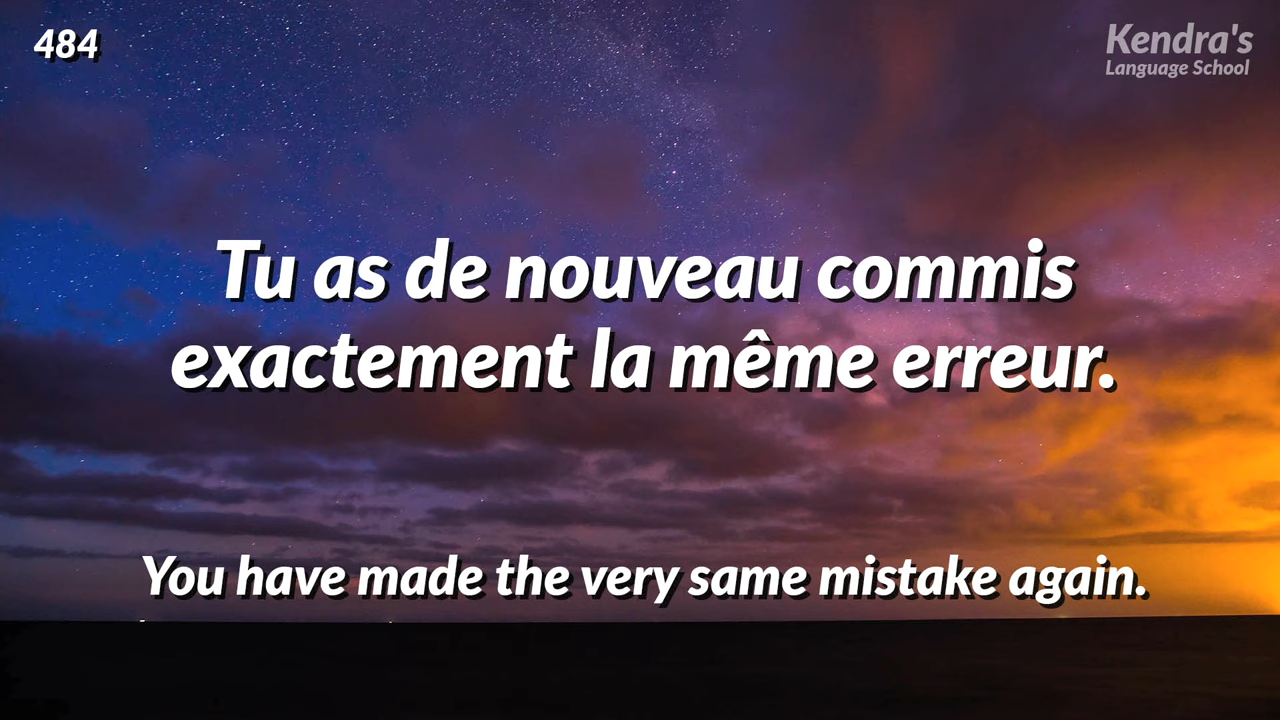 484
Kendra's
Language School
Tu as de nouveau commis
exactement la même erreur.
You have made the very same mistake again.